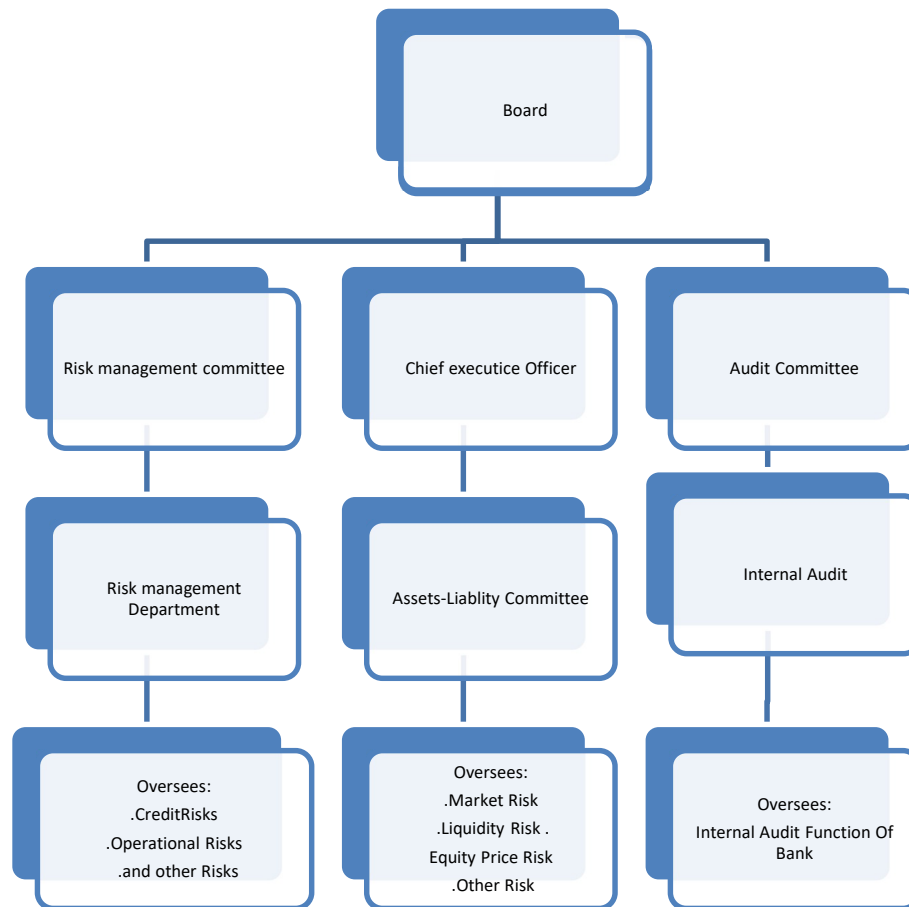 Board
Risk management committee
Chief executice Officer
Audit Committee
Risk management
Department
Assets-Liablity Committee
Internal Audit
Oversees:
.CreditRisks
.Operational Risks
.and other Risks
Oversees:
.Market Risk
.Liquidity Risk .
Equity Price Risk
.Other Risk
Oversees:
Internal Audit Function Of
Bank